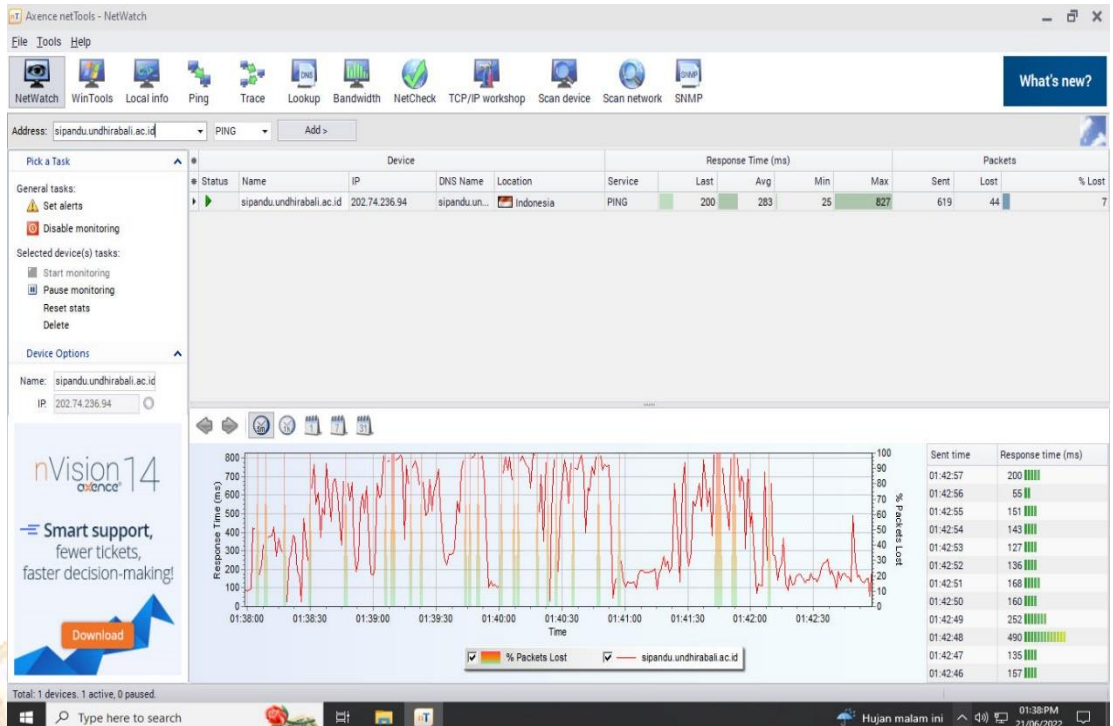 nT Axence netTools - NetWatch
File Tools Help
NetWatch WinTools Local info Ping Trace Lookup Bandwidth NetCheck TCP/IP workshop Scan device Scan network SNMP
DNS
SNMP
What's new?
Address: sipandu.undhirabali.ac.id PING Add >
Pick a Task
General tasks:
Set alerts
Disable monitoring
Selected device(s) tasks:
Start monitoring
Pause monitoring
Reset stats
Delete
Device Options
Name: sipandu.undhirabali.ac.id
IP: 202.74.236.94
nVision 14
axence
Smart support,
fewer tickets,
faster decision-making!
Download
Device Response Time (ms) Packets
Status Name IP DNS Name Location Service Last Avg Min Max Sent Lost % Lost
sipandu.undhirabali.ac.id 202.74.236.94 sipandu.un... Indonesia PING 200 283 25 827 619 44 7
5m 1h 1 7 31
Response Time (ms)
800
700
600
500
400
300
200
100
0
100
90
80
70
60
50
40
30
20
10
0
% Packets Lost
01:38:00 01:38:30 01:39:00 01:39:30 01:40:00 01:40:30 01:41:00 01:41:30 01:42:00 01:42:30
Time
% Packets Lost sipandu.undhirabali.ac.id
Sent time Response time (ms)
01:42:57 200
01:42:56 55
01:42:55 151
01:42:54 143
01:42:53 127
01:42:52 136
01:42:51 168
01:42:50 160
01:42:49 252
01:42:48 490
01:42:47 135
01:42:46 157
Total: 1 devices. 1 active, 0 paused.
Type here to search
nT
Hujan malam ini
01:38:PM
21/06/2022